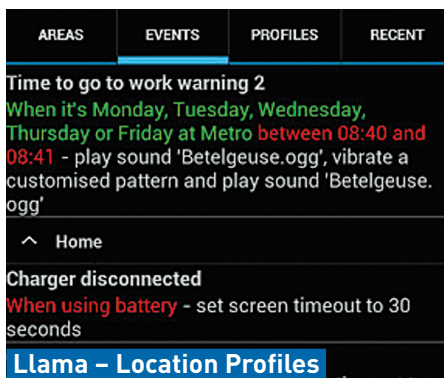 AREAS EVENTS PROFILES RECENT
Time to go to work warning 2
When it's Monday, Tuesday, Wednesday,
Thursday or Friday at Metro between 08:40 and
08:41 - play sound 'Betelgeuse.ogg', vibrate a
customised pattern and play sound 'Betelgeuse.
ogg'
Home
Charger disconnected
When using battery - set screen timeout to 30
seconds
Llama – Location Profiles